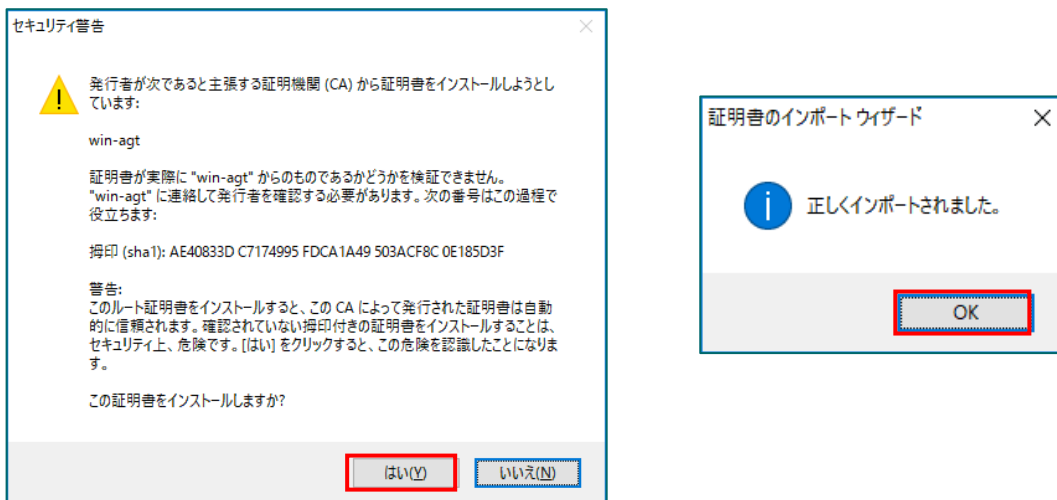 セキュリティ警告
発行者が次であると主張する証明機関 (CA) から証明書をインストールしようとし
ています:
win-agt
証明書が実際に "win-agt" からのものであるかどうかを検証できません。
"win-agt" に連絡して発行者を確認する必要があります。次の番号はこの過程で
役立ちます:
拇印 (sha1): AE40833D C7174995 FDCA1A49 503ACF8C 0E185D3F
警告:
このルート証明書をインストールすると、この CA によって発行された証明書は自動
的に信頼されます。確認されていない拇印付きの証明書をインストールすることは、
セキュリティ上、危険です。[はい] をクリックすると、この危険を認識したことになりま
す。
この証明書をインストールしますか?
はい(Y)
いいえ(N)
証明書のインポート ウィザード
正しくインポートされました。
OK